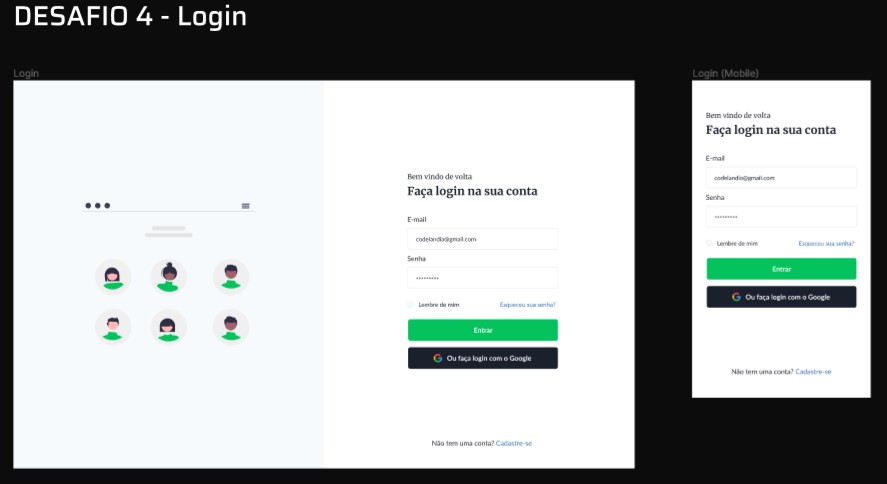 DESAFIO 4 - Login
Login
Bem vindo de volta
Faça login na sua conta
E-mail
codelandia@gmail.com
Senha
*********
Lembre de mim
Esqueceu sua senha?
Entrar
Ou faça login com o Google
Não tem uma conta? Cadastre-se
Login (Mobile)
Bem vindo de volta
Faça login na sua conta
E-mail
codelandia@gmail.com
Senha
*********
Lembre de mim
Esqueceu sua senha?
Entrar
Ou faça login com o Google
Não tem uma conta? Cadastre-se